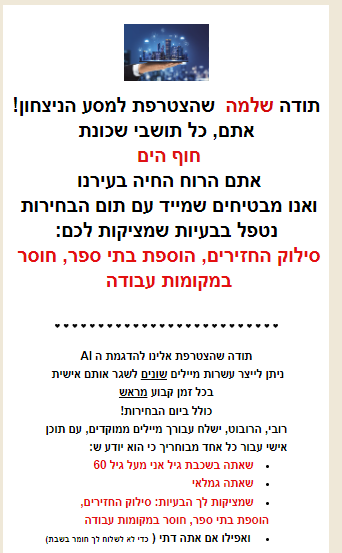 תודה שלמה שהצטרפת למסע הניצחון!
אתם, כל תושבי שכונת
חוף הים
אתם הרוח החיה בעירנו
ואנו מבטיחים שמייד עם תום הבחירות
נטפל בבעיות שמציקות לכם:
סילוק החזירים, הוספת בתי ספר, חוסר
במקומות עבודה
תודה שהצטרפת אלינו להדגמת ה AI
ניתן לייצר עשרות מיילים שונים לשגר אותם אישית
בכל זמן קבוע מראש
כולל ביום הבחירות!
רובי, הרובוט, ישלח עבורך מיילים ממוקדים, עם תוכן
אישי עבור כל אחד מבוחריך כי הוא יודע ש:
שאתה בשכבת גיל אני מעל גיל 60
שאתה גמלאי
שמציקות לך הבעיות: סילוק החזירים,
הוספת בתי ספר, חוסר במקומות עבודה
ואפילו אם אתה דתי ( כדי לא לשלוח לך חומר בשבת)